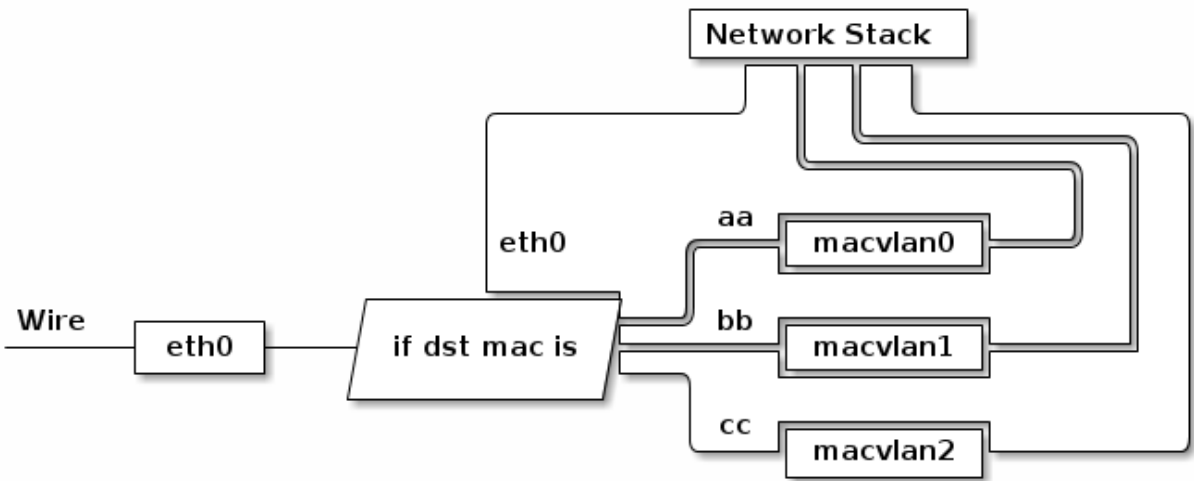 Network Stack
eth0
aa
macvlan0
Wire
eth0
if dst mac is
bb
macvlan1
cc
macvlan2